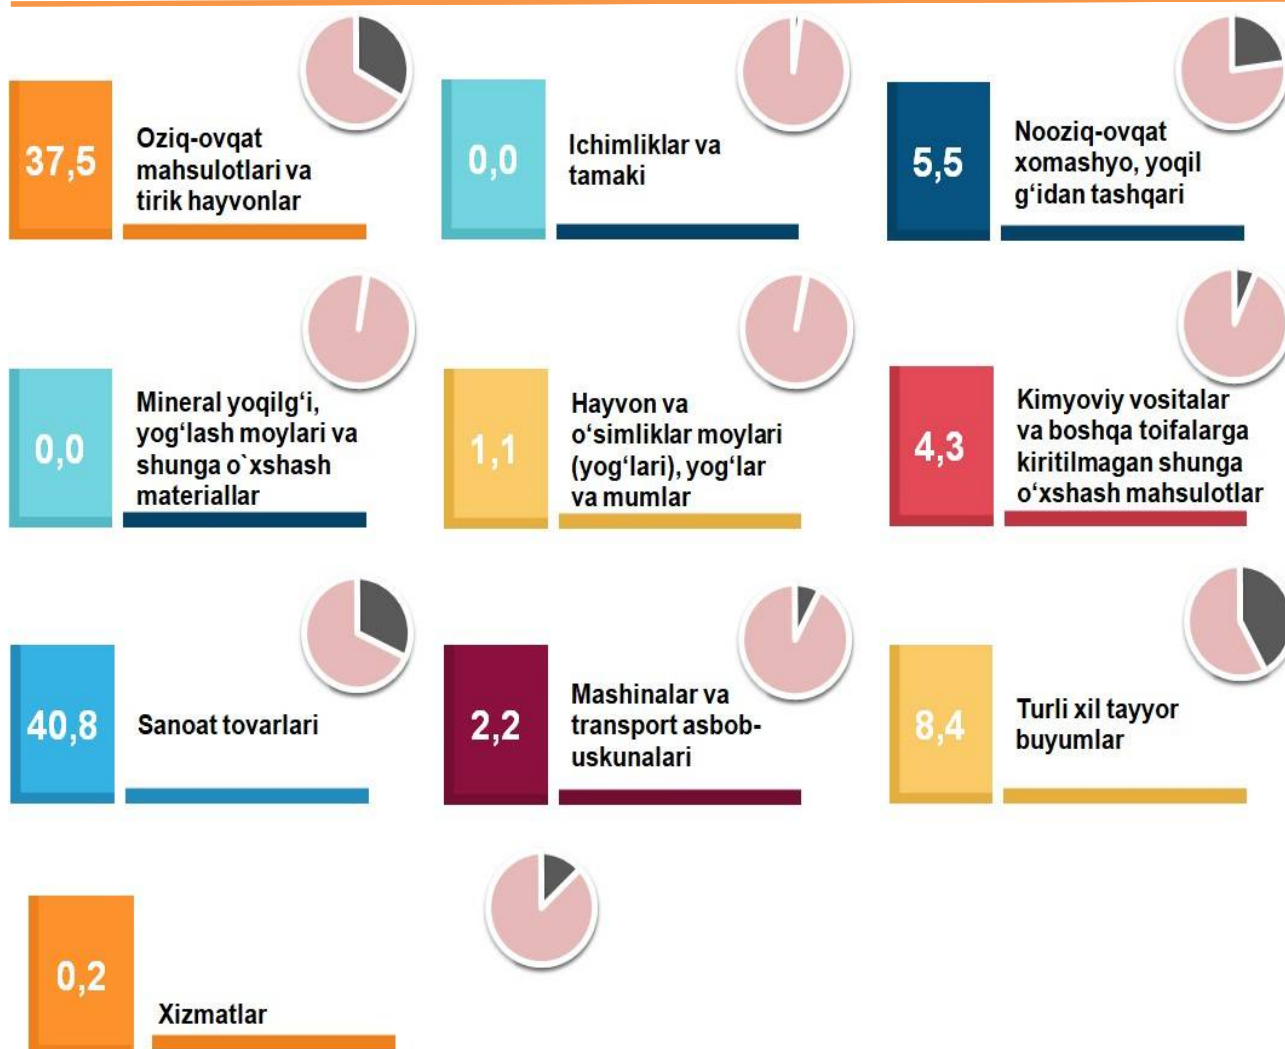 37,5
Oziq-ovqat
mahsulotlari va
tirik hayvonlar
0,0
Ichimliklar va
tamaki
5,5
Nooziq-ovqat
xomashyo, yoqil
g‘idan tashqari
0,0
Mineral yoqilg‘i,
yog‘lash moylari va
shunga o`xshash
materiallar
1,1
Hayvon va
o‘simliklar moylari
(yog‘lari), yog‘lar
va mumlar
4,3
Kimyoviy vositalar
va boshqa toifalarga
kiritilmagan shunga
o‘xshash mahsulotlar
40,8
Sanoat tovarlari
2,2
Mashinalar va
transport asbob-
uskunalari
8,4
Turli xil tayyor
buyumlar
0,2
Xizmatlar